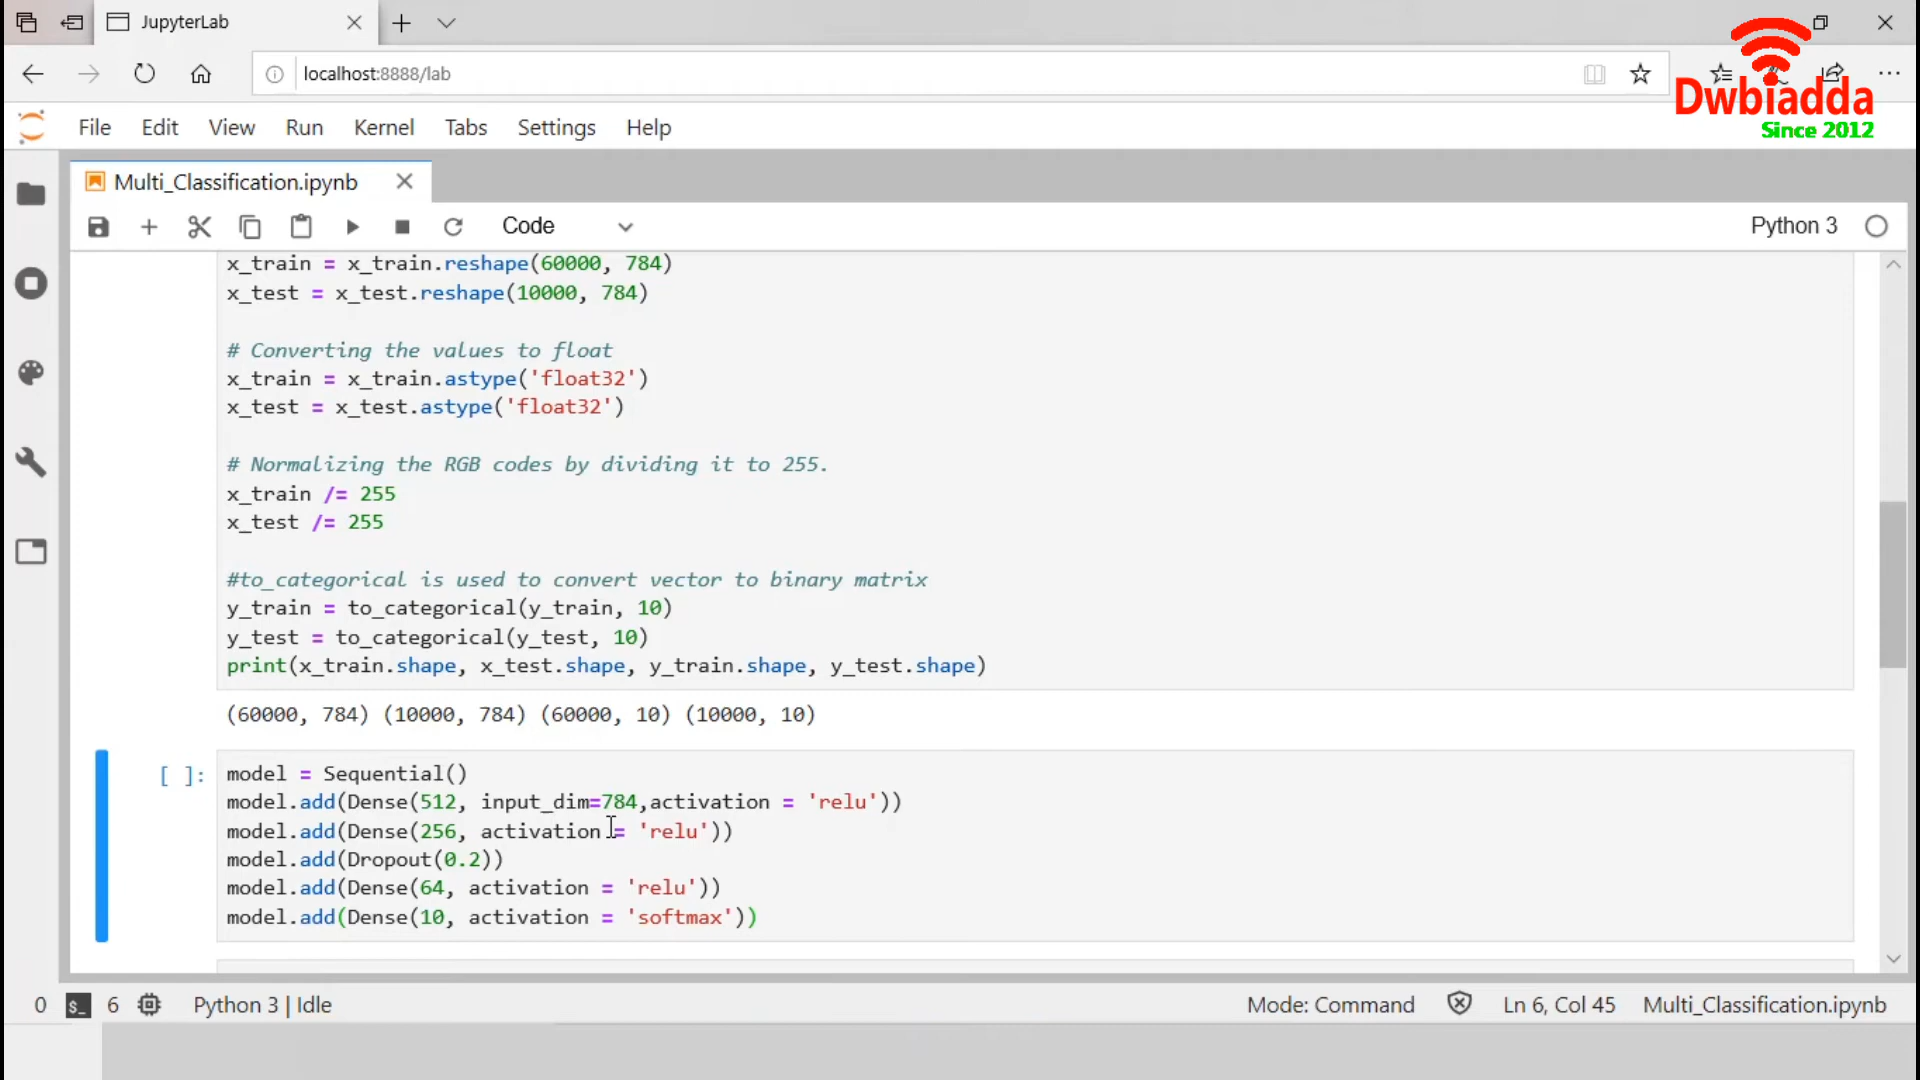 JupyterLab
localhost:8888/lab
Dwbiadda
Since 2012
File Edit View Run Kernel Tabs Settings Help
Multi_Classification.ipynb
Code
Python 3
x_train = x_train.reshape(60000, 784)
x_test = x_test.reshape(10000, 784)
# Converting the values to float
x_train = x_train.astype('float32')
x_test = x_test.astype('float32')
# Normalizing the RGB codes by dividing it to 255.
x_train /= 255
x_test /= 255
#to_categorical is used to convert vector to binary matrix
y_train = to_categorical(y_train, 10)
y_test = to_categorical(y_test, 10)
print(x_train.shape, x_test.shape, y_train.shape, y_test.shape)
(60000, 784) (10000, 784) (60000, 10) (10000, 10)
[ ]: model = Sequential()
model.add(Dense(512, input_dim=784,activation = 'relu'))
model.add(Dense(256, activation = 'relu'))
model.add(Dropout(0.2))
model.add(Dense(64, activation = 'relu'))
model.add(Dense(10, activation = 'softmax'))
0 $_ 6 Python 3 | Idle Mode: Command Ln 6, Col 45 Multi_Classification.ipynb